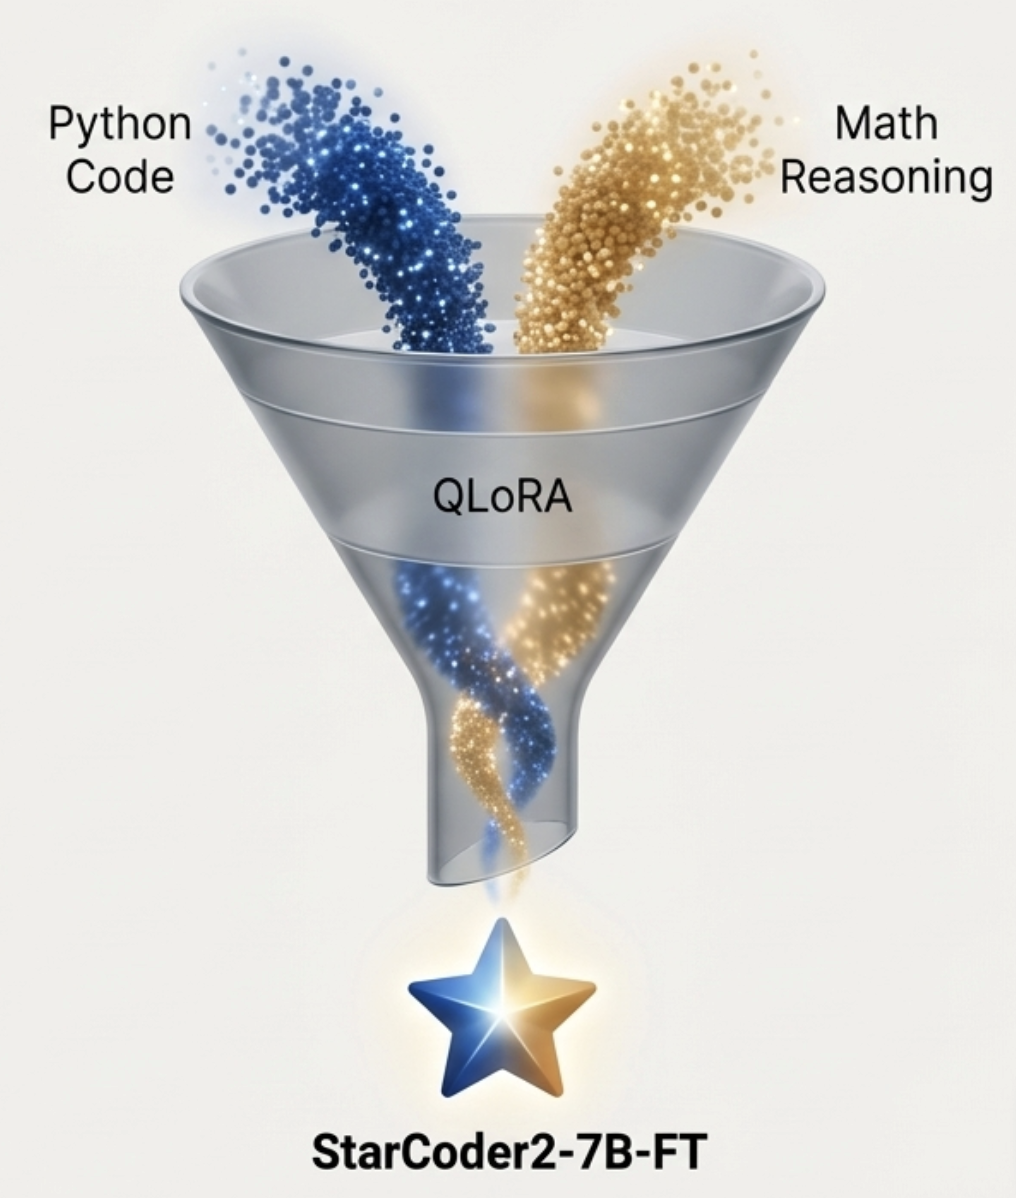 Python
Code
Math
Reasoning
QLoRA
StarCoder2-7B-FT